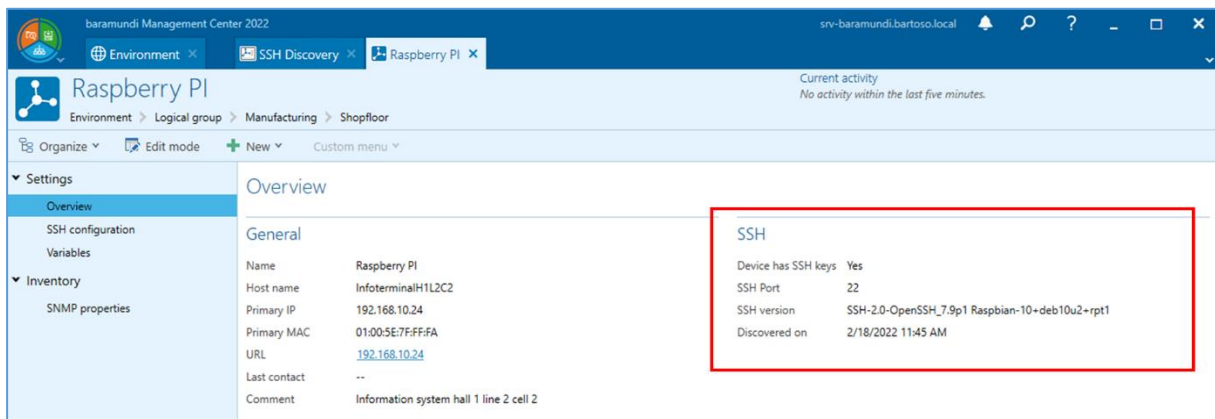 baramundi Management Center 2022 srv-baramundi.bartoso.local ?
Environment SSH Discovery Raspberry PI
Raspberry PI
Current activity
No activity within the last five minutes.
Environment > Logical group > Manufacturing > Shopfloor
Organize Edit mode New Custom menu
Settings
Overview
SSH configuration
Variables
Inventory
SNMP properties
Overview
General
Name Raspberry PI
Host name InfoterminalH1L2C2
Primary IP 192.168.10.24
Primary MAC 01:00:5E:7F:FF:FA
URL 192.168.10.24
Last contact --
Comment Information system hall 1 line 2 cell 2
SSH
Device has SSH keys Yes
SSH Port 22
SSH version SSH-2.0-OpenSSH_7.9p1 Raspbian-10+deb10u2+rpt1
Discovered on 2/18/2022 11:45 AM